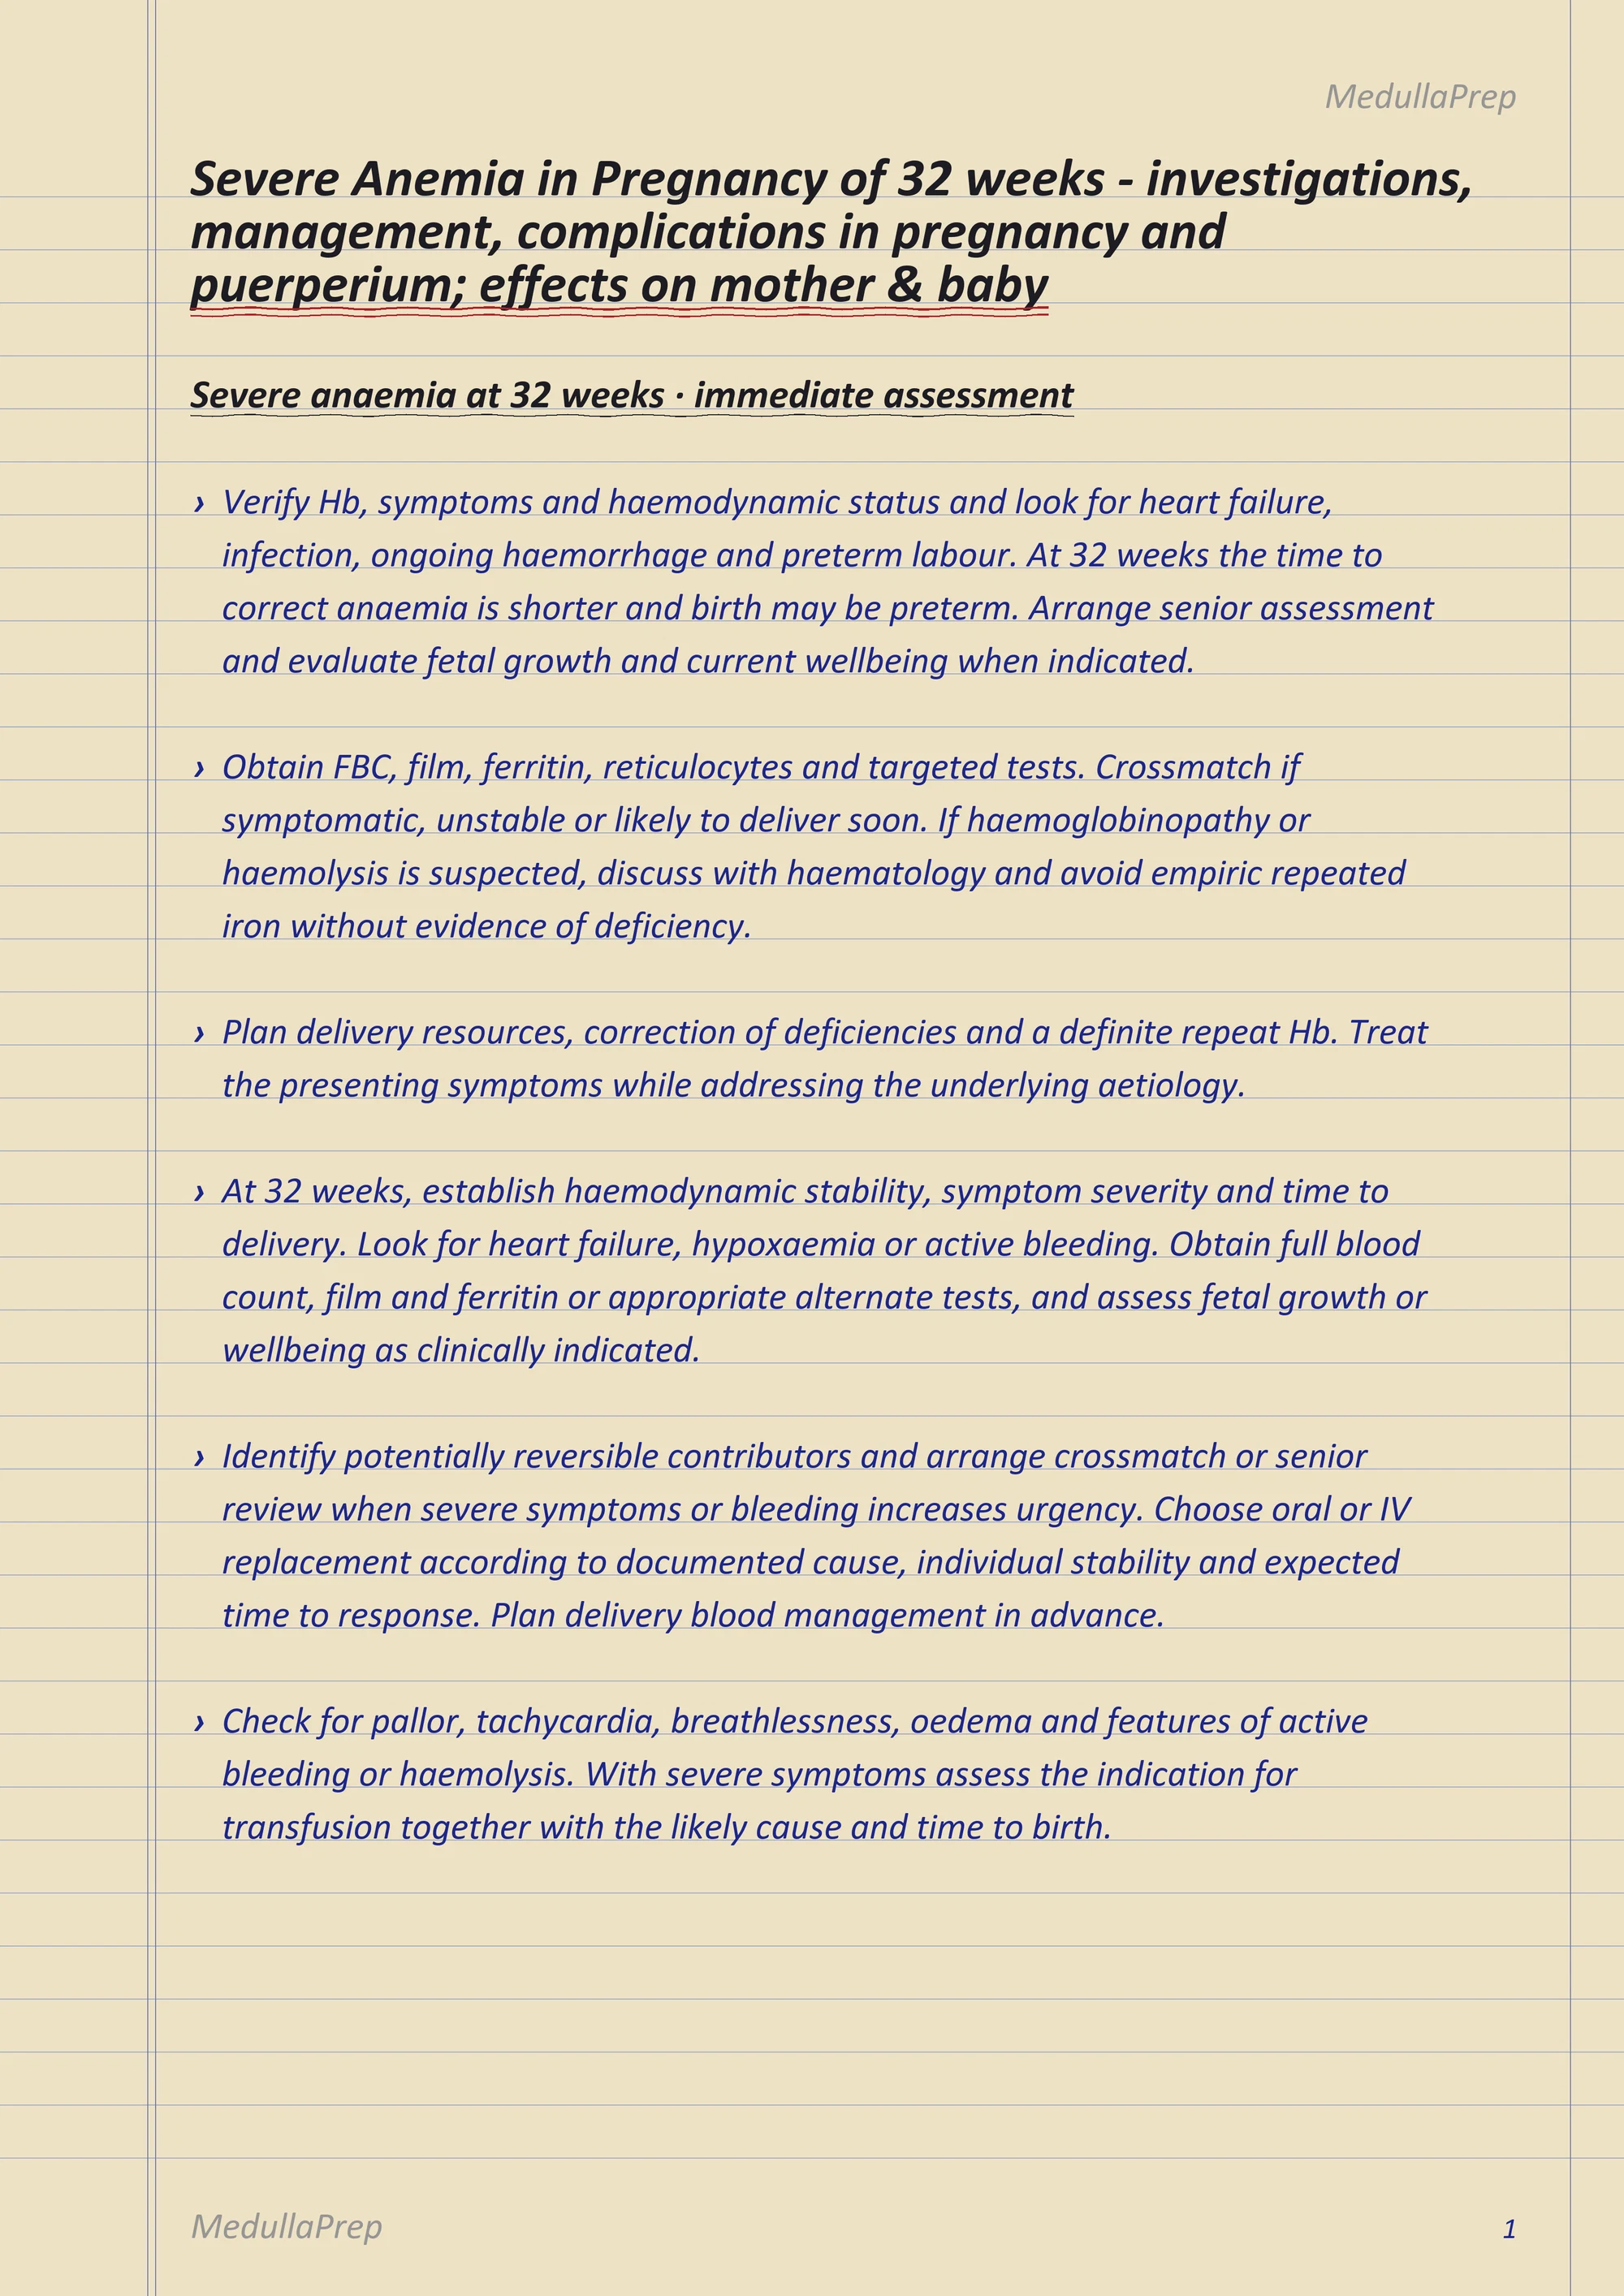 MedullaPrep
Severe Anemia in Pregnancy of 32 weeks - investigations,
management, complications in pregnancy and
puerperium; effects on mother & baby
Severe anaemia at 32 weeks · immediate assessment
› Verify Hb, symptoms and haemodynamic status and look for heart failure,
infection, ongoing haemorrhage and preterm labour. At 32 weeks the time to
correct anaemia is shorter and birth may be preterm. Arrange senior assessment
and evaluate fetal growth and current wellbeing when indicated.
› Obtain FBC, film, ferritin, reticulocytes and targeted tests. Crossmatch if
symptomatic, unstable or likely to deliver soon. If haemoglobinopathy or
haemolysis is suspected, discuss with haematology and avoid empiric repeated
iron without evidence of deficiency.
› Plan delivery resources, correction of deficiencies and a definite repeat Hb. Treat
the presenting symptoms while addressing the underlying aetiology.
› At 32 weeks, establish haemodynamic stability, symptom severity and time to
delivery. Look for heart failure, hypoxaemia or active bleeding. Obtain full blood
count, film and ferritin or appropriate alternate tests, and assess fetal growth or
wellbeing as clinically indicated.
› Identify potentially reversible contributors and arrange crossmatch or senior
review when severe symptoms or bleeding increases urgency. Choose oral or IV
replacement according to documented cause, individual stability and expected
time to response. Plan delivery blood management in advance.
› Check for pallor, tachycardia, breathlessness, oedema and features of active
bleeding or haemolysis. With severe symptoms assess the indication for
transfusion together with the likely cause and time to birth.
MedullaPrep
1